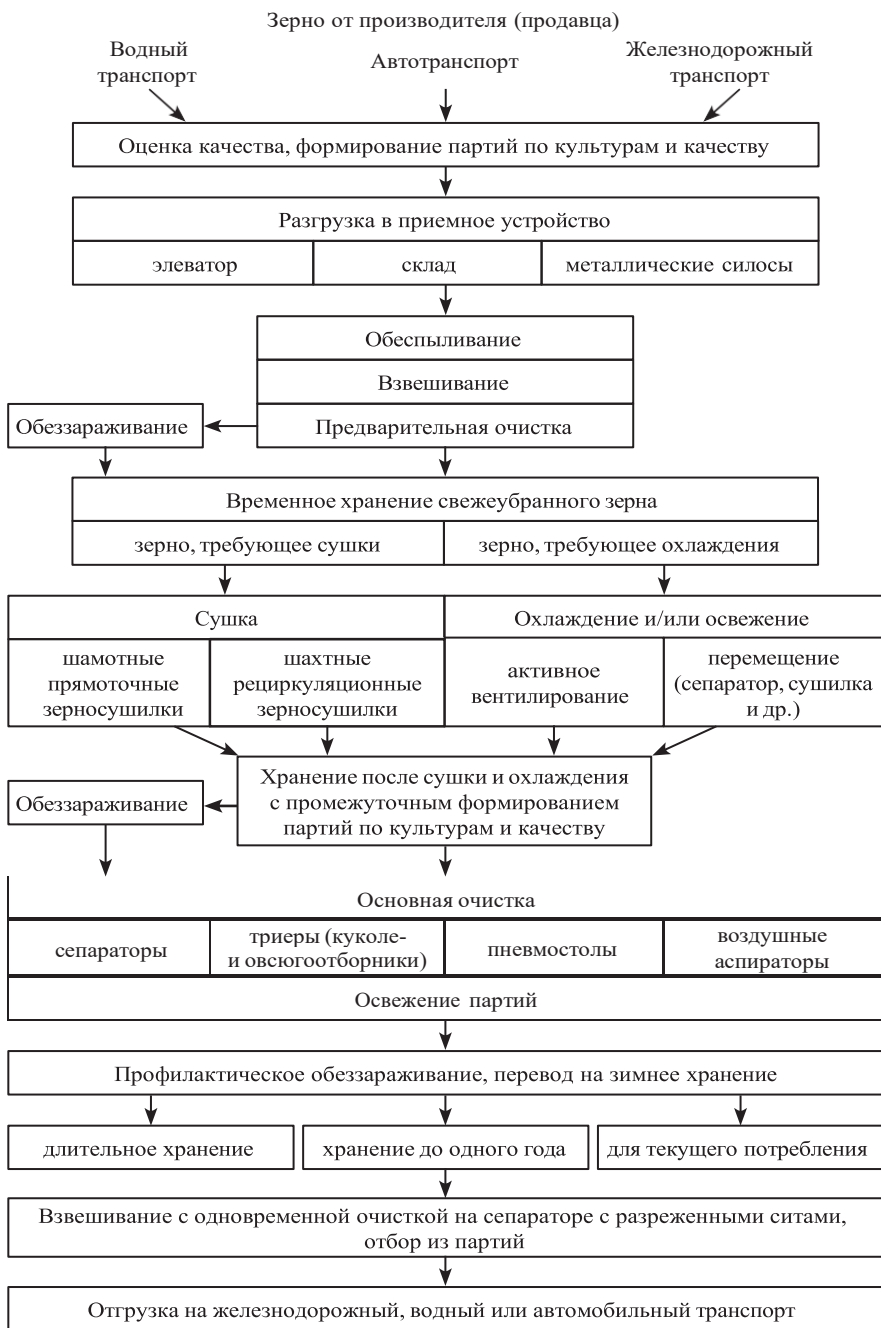 Зерно от производителя (продавца)
Водный
транспорт
Автотранспорт
Железнодорожный
транспорт
Оценка качества, формирование партий по культурам и качеству
Разгрузка в приемное устройство
элеватор
склад
металлические силосы
Обеспыливание
Взвешивание
Обеззараживание
Предварительная очистка
Временное хранение свежеубранного зерна
зерно, требующее сушки
зерно, требующее охлаждения
Сушка
Охлаждение и/или освежение
шамотные
прямоточные
зерносушилки
шахтные
рециркуляционные
зерносушилки
активное
вентилирование
перемещение
(сепаратор, сушилка
и др.)
Обеззараживание
Хранение после сушки и охлаждения
с промежуточным формированием
партий по культурам и качеству
Основная очистка
сепараторы
триеры (куколе-
и овсюгоотборники)
пневмостолы
воздушные
аспираторы
Освежение партий
Профилактическое обеззараживание, перевод на зимнее хранение
длительное хранение
хранение до одного года
для текущего потребления
Взвешивание с одновременной очисткой на сепараторе с разреженными ситами,
отбор из партий
Отгрузка на железнодорожный, водный или автомобильный транспорт